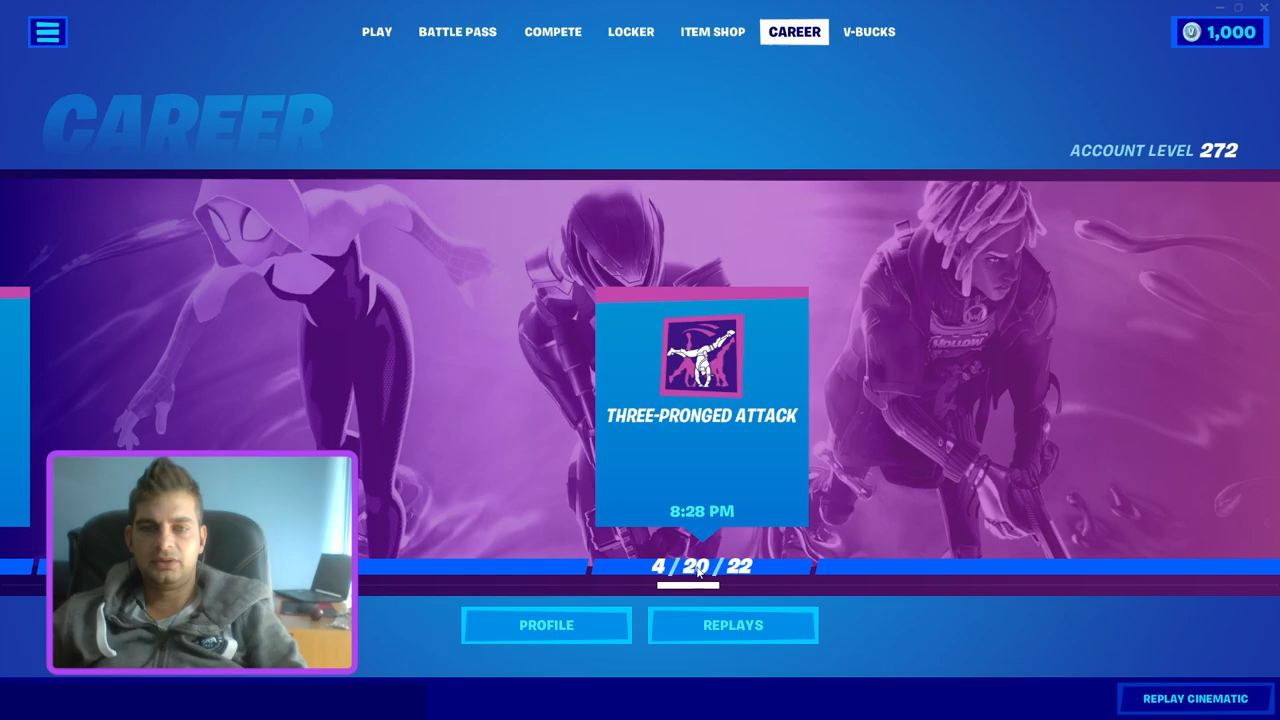 PLAY BATTLE PASS COMPETE LOCKER ITEM SHOP CAREER V-BUCKS 1,000
CAREER
ACCOUNT LEVEL 272
HOLLOW
THREE-PRONGED ATTACK
8:28 PM
4 / 20 / 22
PROFILE REPLAYS
REPLAY CINEMATIC